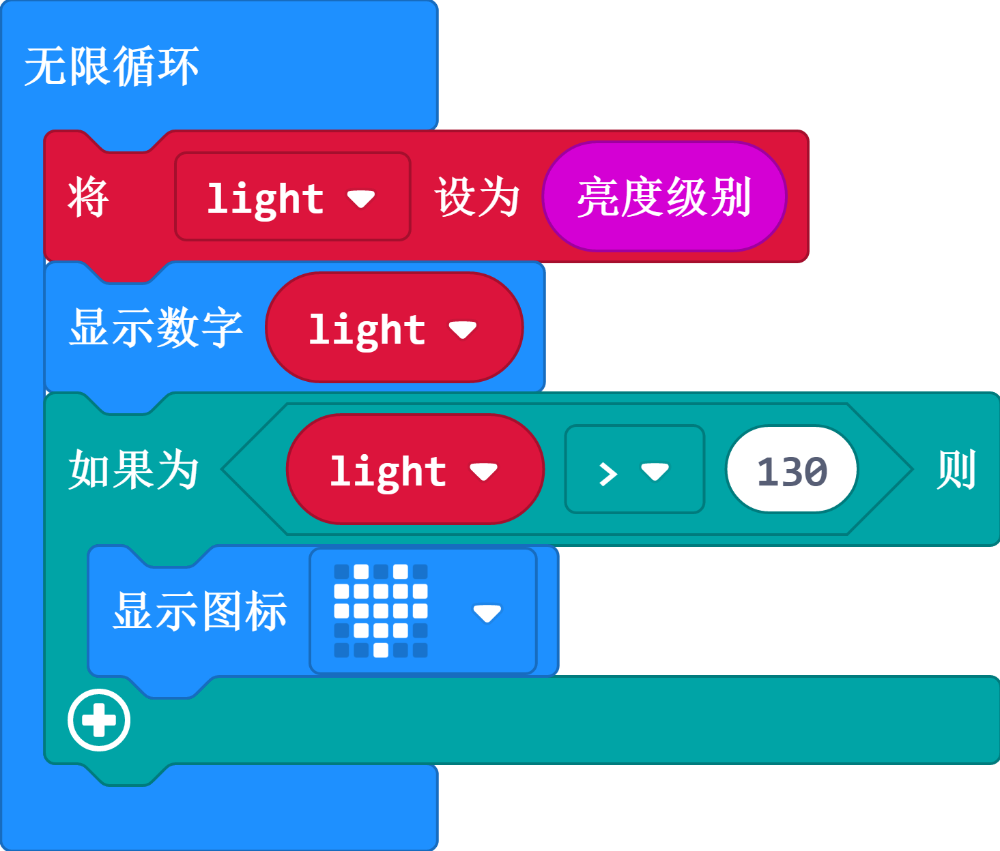 无限循环
将 light 设为 亮度级别
显示数字 light
如果为 light > 130 则
显示图标